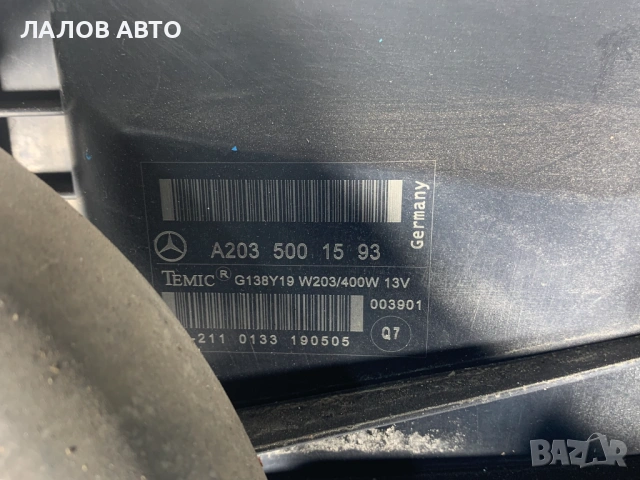 ЛАЛОВ АВТО
A203 500 15 93
Germany
TEMIC ® G138Y19 W203/400W 13V
003901
-211 0133 190505
Q7
BAZAR